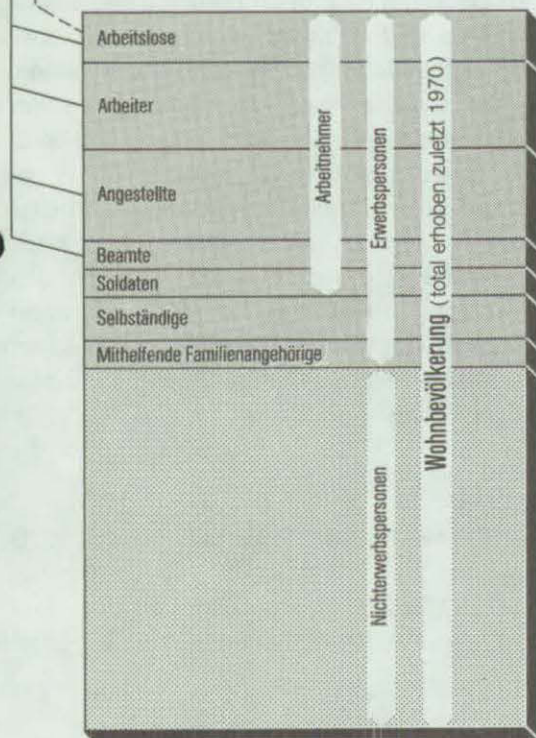 Arbeitslose
Arbeiter
Angestellte
Beamte
Soldaten
Selbständige
Mithelfende Familienangehörige
Arbeitnehmer
Erwerbspersonen
Nichterwerbspersonen
Wohnbevölkerung (total erhoben zuletzt 1970)